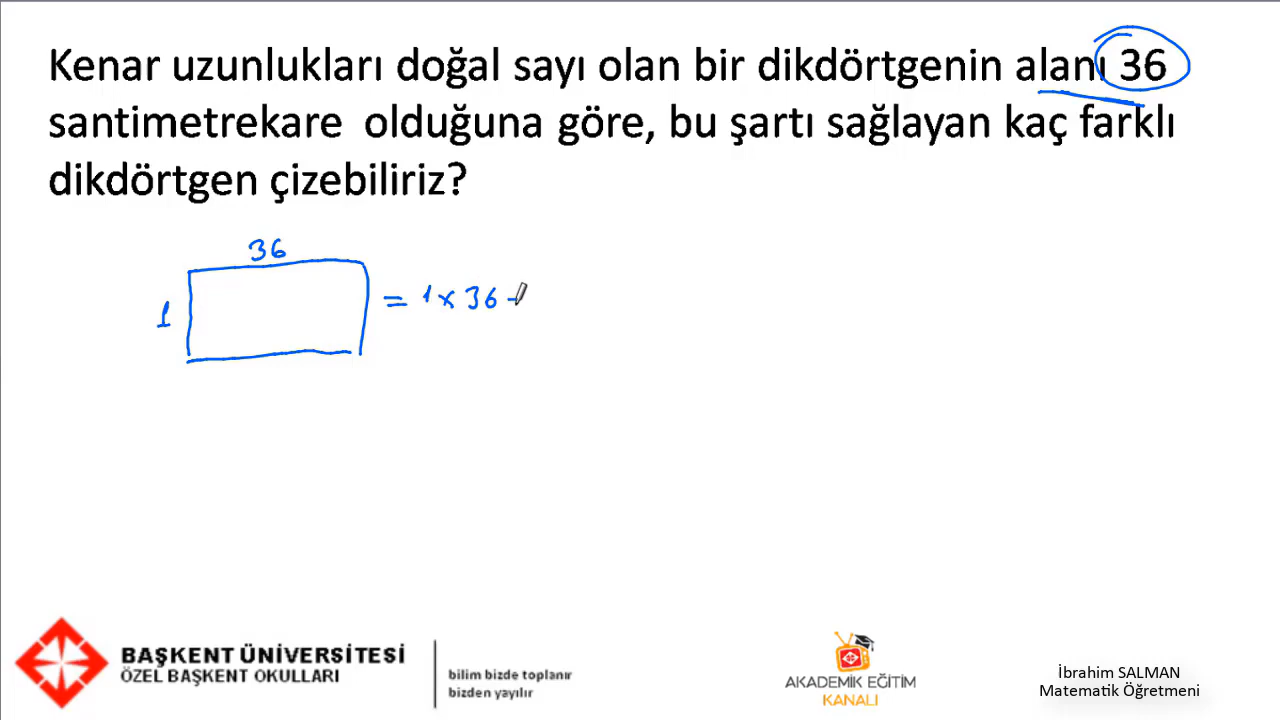 Kenar uzunlukları doğal sayı olan bir dikdörtgenin alanı 36
santimetrekare olduğuna göre, bu şartı sağlayan kaç farklı
dikdörtgen çizebiliriz?
36
1
= 1 x 36
BAŞKENT ÜNİVERSİTESİ
ÖZEL BAŞKENT OKULLARI
bilim bizde toplanır
bizden yayılır
AKADEMİK EĞİTİM
KANALI
İbrahim SALMAN
Matematik Öğretmeni